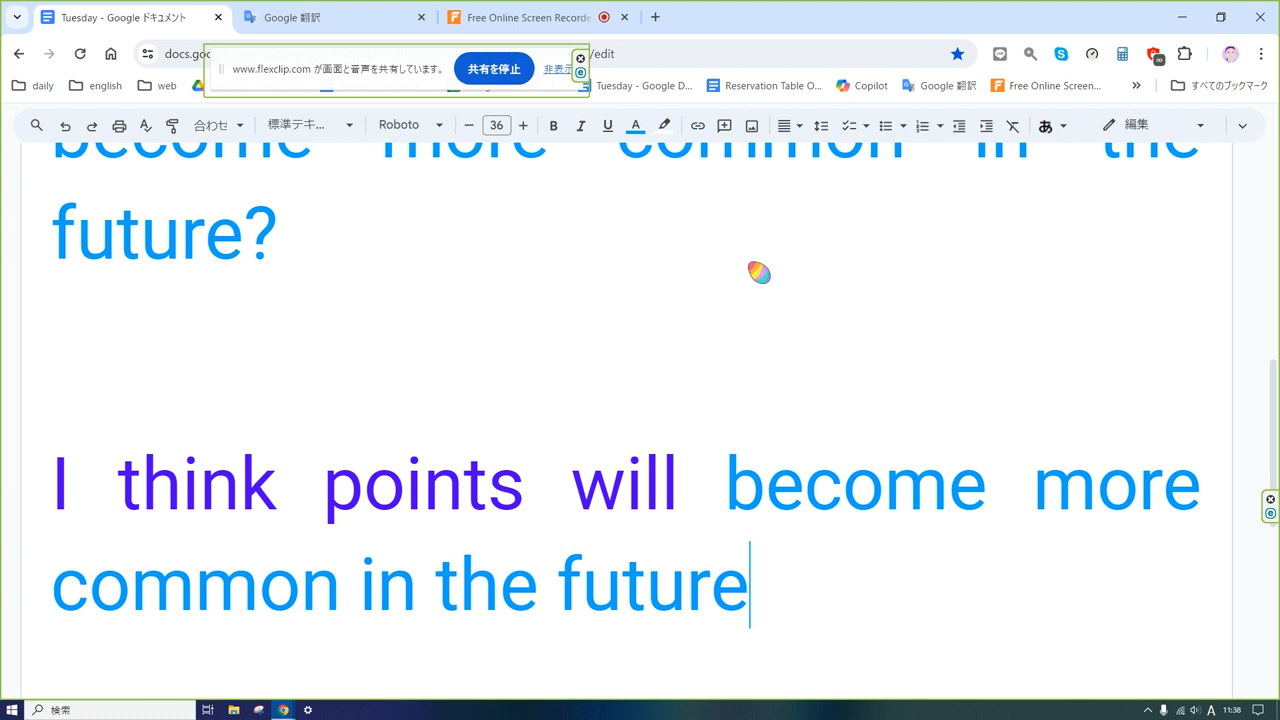 Tuesday - Google ドキュメント
Google 翻訳
Free Online Screen Recorde
docs.go
/edit
www.flexclip.com が画面と音声を共有しています。
共有を停止
非表示
daily
english
web
Tuesday - Google D...
Reservation Table O...
Copilot
Google 翻訳
Free Online Screen...
すべてのブックマーク
合わせ
標準テキ...
Roboto
36
編集
become more common in the
future?
I think points will become more
common in the future
検索
A
11:38